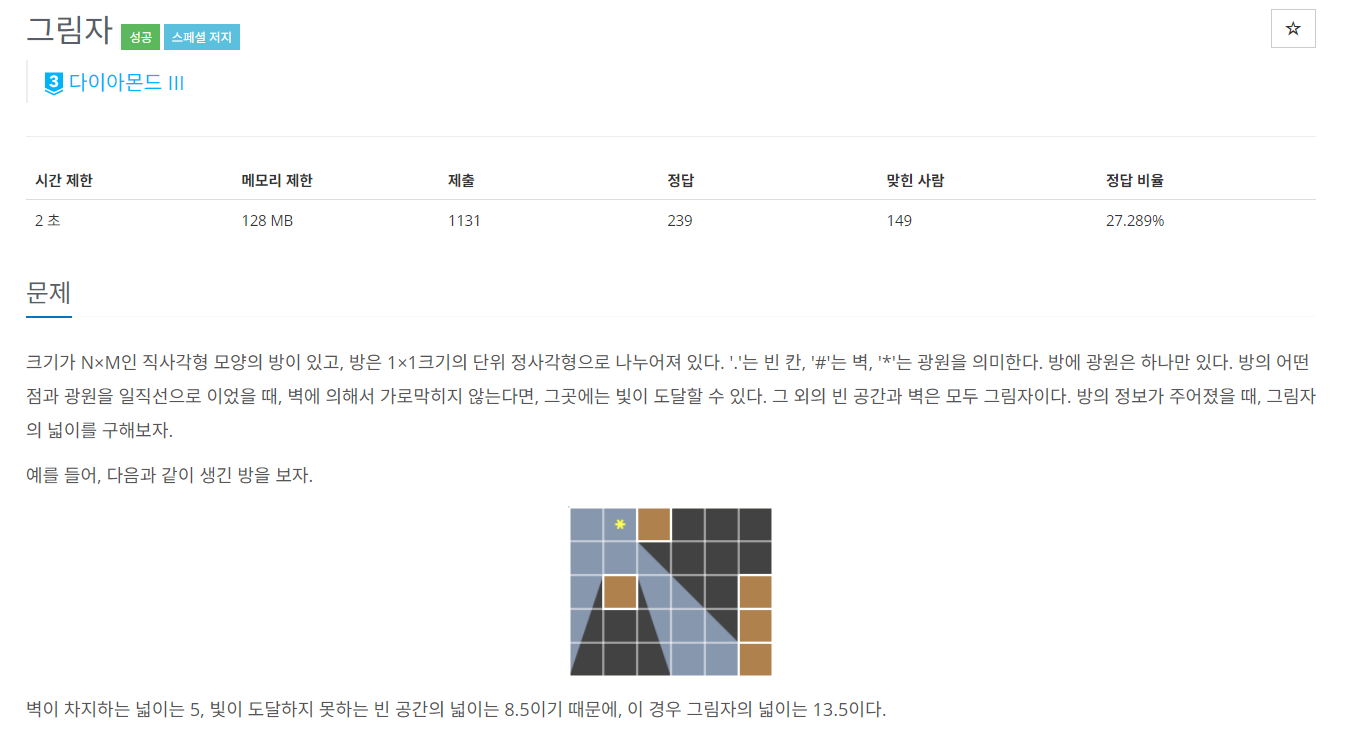 그림자 성공 스페셜 저지
☆
3 다이아몬드 III
시간 제한 메모리 제한 제출 정답 맞힌 사람 정답 비율
2 초 128 MB 1131 239 149 27.289%
문제
크기가 N×M인 직사각형 모양의 방이 있고, 방은 1×1크기의 단위 정사각형으로 나누어져 있다. '.'는 빈 칸, '#'는 벽, '*'는 광원을 의미한다. 방에 광원은 하나만 있다. 방의 어떤
점과 광원을 일직선으로 이었을 때, 벽에 의해서 가로막히지 않는다면, 그곳에는 빛이 도달할 수 있다. 그 외의 빈 공간과 벽은 모두 그림자이다. 방의 정보가 주어졌을 때, 그림자
의 넓이를 구해보자.
예를 들어, 다음과 같이 생긴 방을 보자.
*
벽이 차지하는 넓이는 5, 빛이 도달하지 못하는 빈 공간의 넓이는 8.5이기 때문에, 이 경우 그림자의 넓이는 13.5이다.